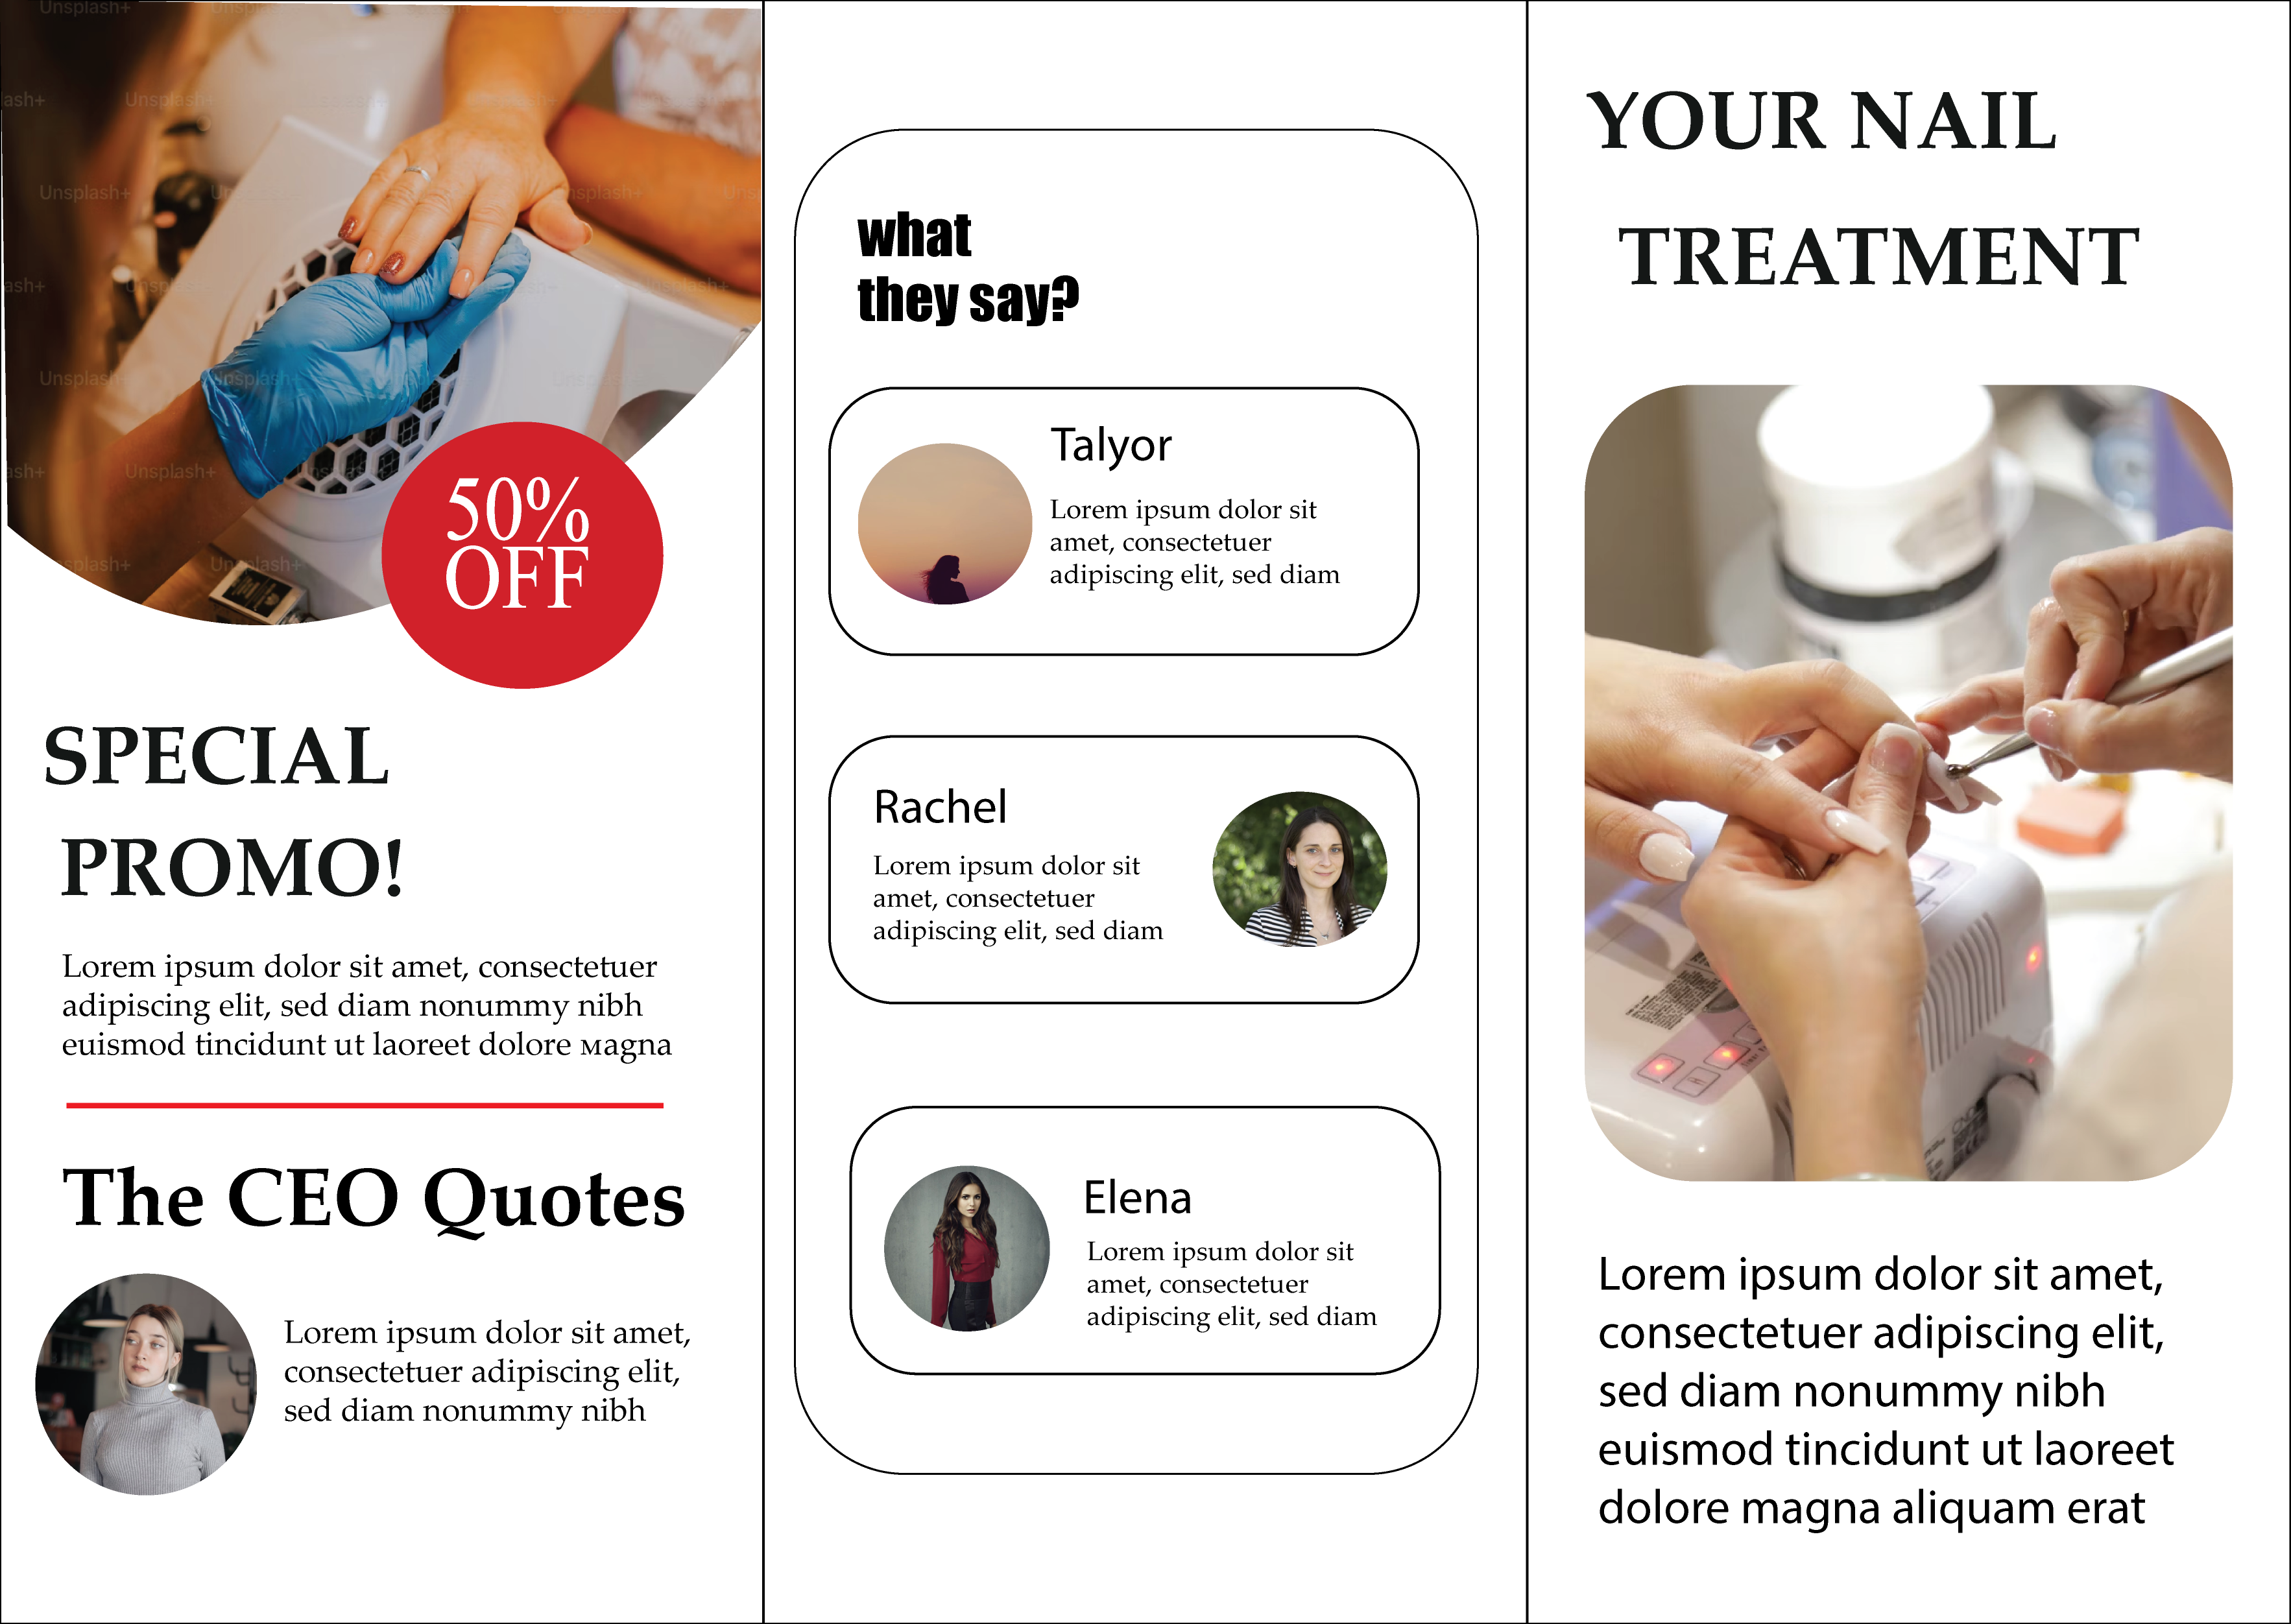 Unsplash+
50%
OFF
SPECIAL
PROMO!
Lorem ipsum dolor sit amet, consectetuer
adipiscing elit, sed diam nonummy nibh
euismod tincidunt ut laoreet dolore мagna
The CEO Quotes
Lorem ipsum dolor sit amet,
consectetuer adipiscing elit,
sed diam nonummy nibh
what
they say?
Talyor
Lorem ipsum dolor sit
amet, consectetuer
adipiscing elit, sed diam
Rachel
Lorem ipsum dolor sit
amet, consectetuer
adipiscing elit, sed diam
Elena
Lorem ipsum dolor sit
amet, consectetuer
adipiscing elit, sed diam
YOUR NAIL
TREATMENT
Lorem ipsum dolor sit amet,
consectetuer adipiscing elit,
sed diam nonummy nibh
euismod tincidunt ut laoreet
dolore magna aliquam erat